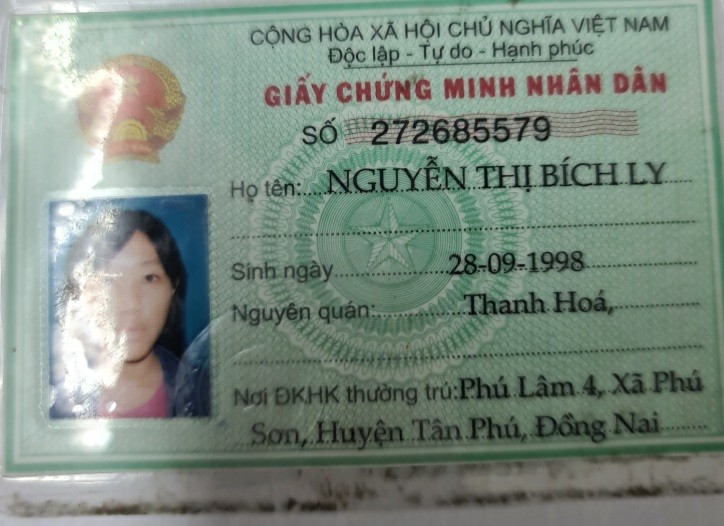 CỘNG HÒA XÃ HỘI CHỦ NGHĨA VIỆT NAM
Độc lập - Tự do - Hạnh phúc
GIẤY CHỨNG MINH NHÂN DÂN
SỐ 272685579
Họ tên: NGUYỄN THỊ BÍCH LY
Sinh ngày 28-09-1998
Nguyên quán: Thanh Hoá,
Nơi ĐKHK thường trú: Phú Lâm 4, Xã Phú
Sơn, Huyện Tân Phú, Đồng Nai